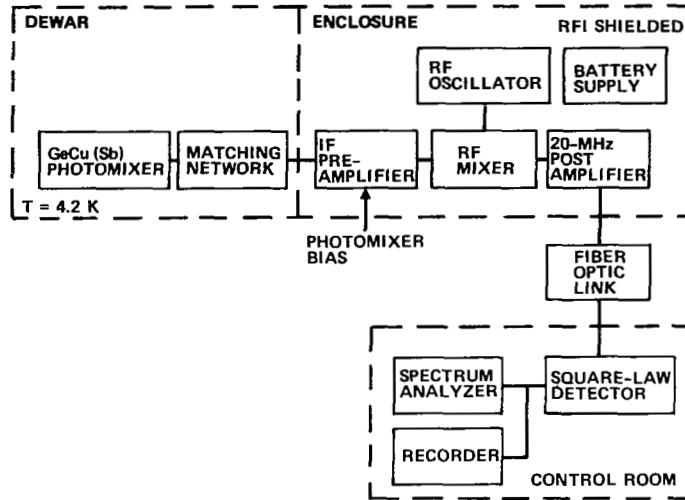 DEWAR
ENCLOSURE
RFI SHIELDED
RF
OSCILLATOR
BATTERY
SUPPLY
GeCu (Sb)
PHOTOMIXER
MATCHING
NETWORK
IF
PRE-
AMPLIFIER
RF
MIXER
20-MHz
POST
AMPLIFIER
T = 4.2 K
PHOTOMIXER
BIAS
FIBER
OPTIC
LINK
SPECTRUM
ANALYZER
SQUARE-LAW
DETECTOR
RECORDER
CONTROL ROOM